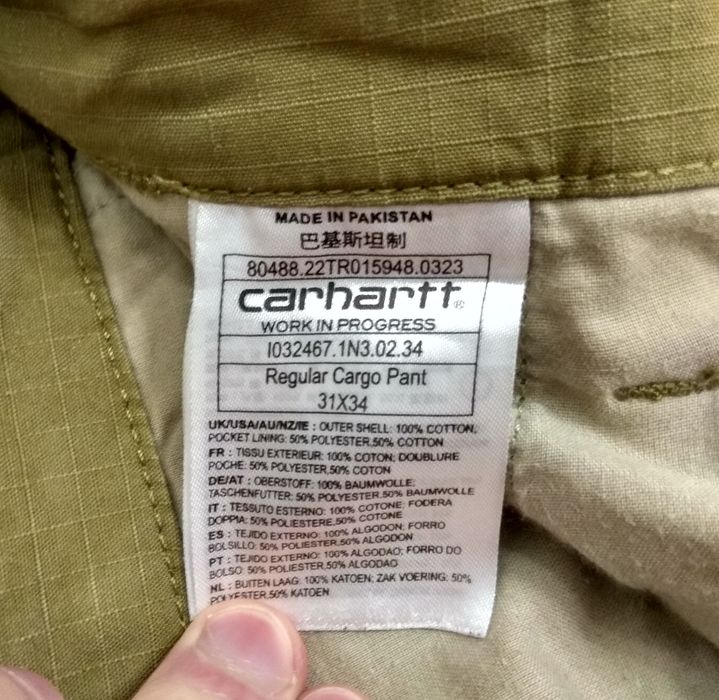 MADE IN PAKISTAN
巴基斯坦制
80488.22TR015948.0323
carhartt®
WORK IN PROGRESS
I032467.1N3.02.34
Regular Cargo Pant
31X34
UK/USA/AU/NZ/IE : OUTER SHELL: 100% COTTON;
POCKET LINING: 50% POLYESTER,50% COTTON
FR : TISSU EXTERIEUR: 100% COTON; DOUBLURE
POCHE: 50% POLYESTER,50% COTON
DE/AT : OBERSTOFF: 100% BAUMWOLLE;
TASCHENFUTTER: 50% POLYESTER,50% BAUMWOLLE
IT : TESSUTO ESTERNO: 100% COTONE; FODERA
DOPPIA: 50% POLIESTERE,50% COTONE
ES : TEJIDO EXTERNO: 100% ALGODON; FORRO
BOLSILLO: 50% POLIESTER,50% ALGODON
PT : TEJIDO EXTERNO: 100% ALGODAO; FORRO DO
BOLSO: 50% POLIESTER,50% ALGODAO
NL : BUITEN LAAG: 100% KATOEN; ZAK VOERING: 50%
POLYESTER,50% KATOEN